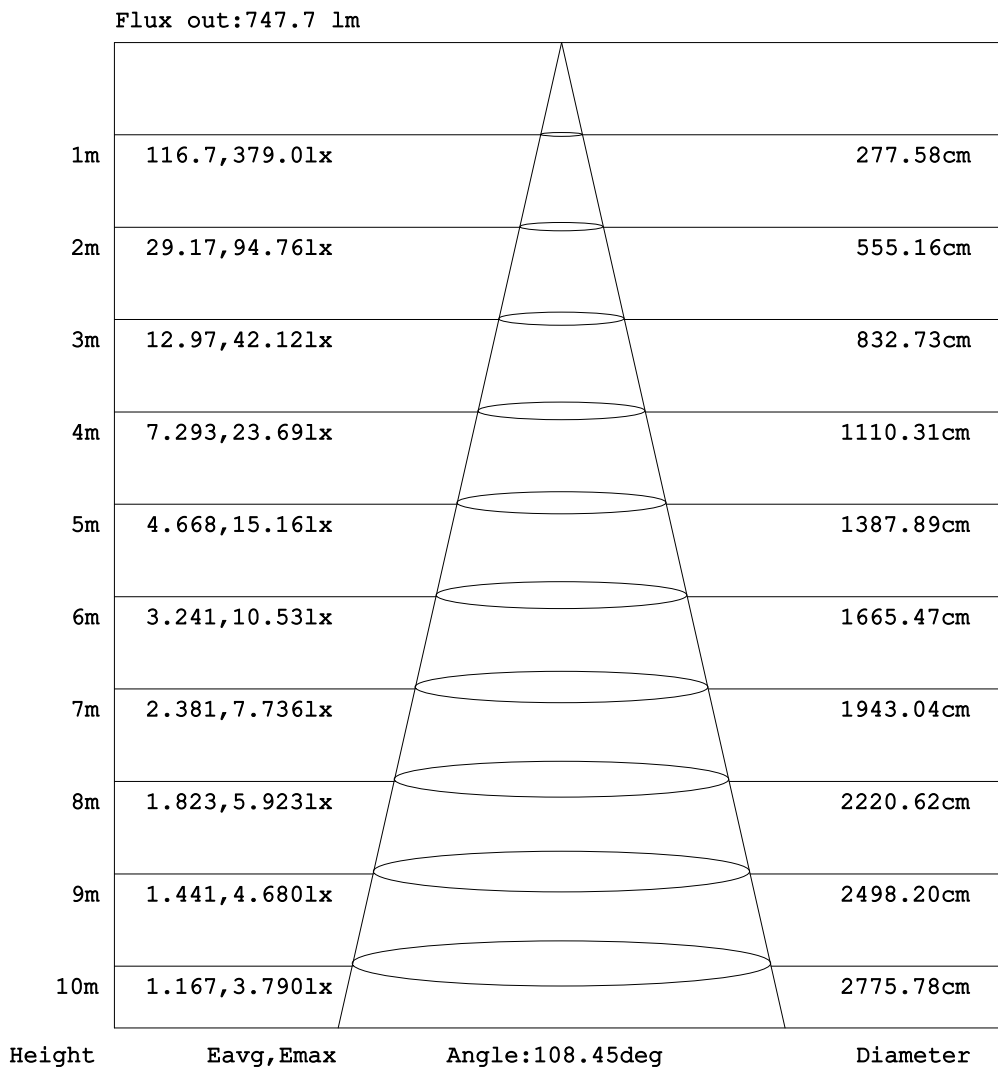 Flux out:747.7 lm
1m 116.7,379.0lx 277.58cm
2m 29.17,94.76lx 555.16cm
3m 12.97,42.12lx 832.73cm
4m 7.293,23.69lx 1110.31cm
5m 4.668,15.16lx 1387.89cm
6m 3.241,10.53lx 1665.47cm
7m 2.381,7.736lx 1943.04cm
8m 1.823,5.923lx 2220.62cm
9m 1.441,4.680lx 2498.20cm
10m 1.167,3.790lx 2775.78cm
Height Eavg,Emax Angle:108.45deg Diameter